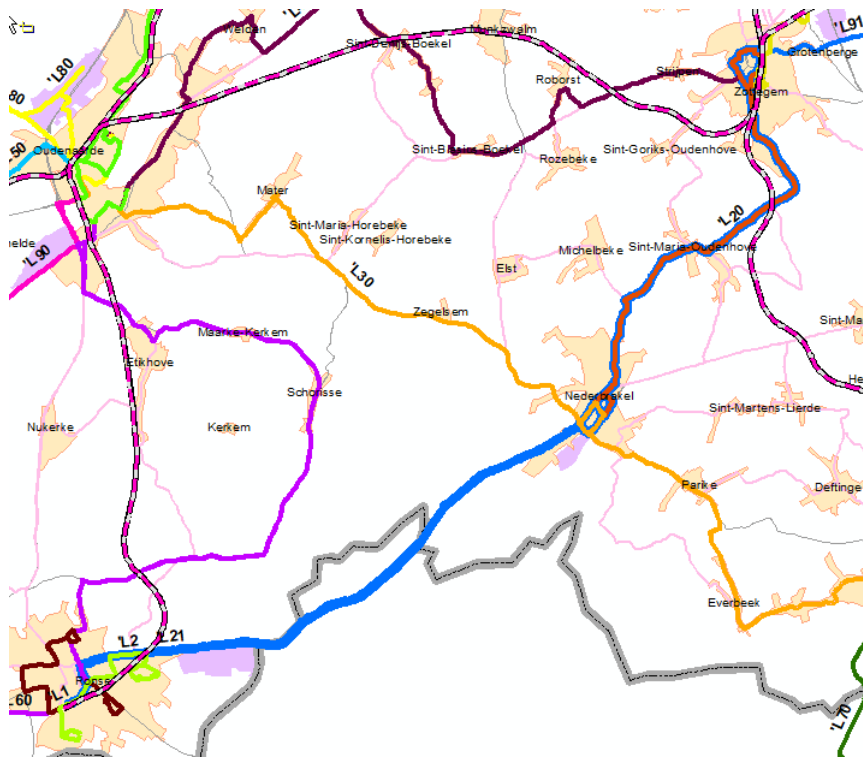 Welden
'L
Sint-Denijs-Boekel
Munkzwalm
'L91
Grotenberge
'L80
80
Roborst
Strijpen
Zottegem
50
Oudenaarde
Sint-Blasius-Boekel
Rozebeke
Sint-Goriks-Oudenhove
Mater
'L20
Sint-Maria-Horebeke
Sint-Kornelis-Horebeke
melde
'L90
Michelbeke
Sint-Maria-Oudenhove
Elst
'L30
Zegelsem
Maarke-Kerkem
Sint-Ma
Etikhove
He
Schorisse
Nederbrakel
Sint-Martens-Lierde
Nukerke
Kerkem
Parike
Deftinge
Everbeek
'L2
'L21
Ronse
'L1
L60
'L70